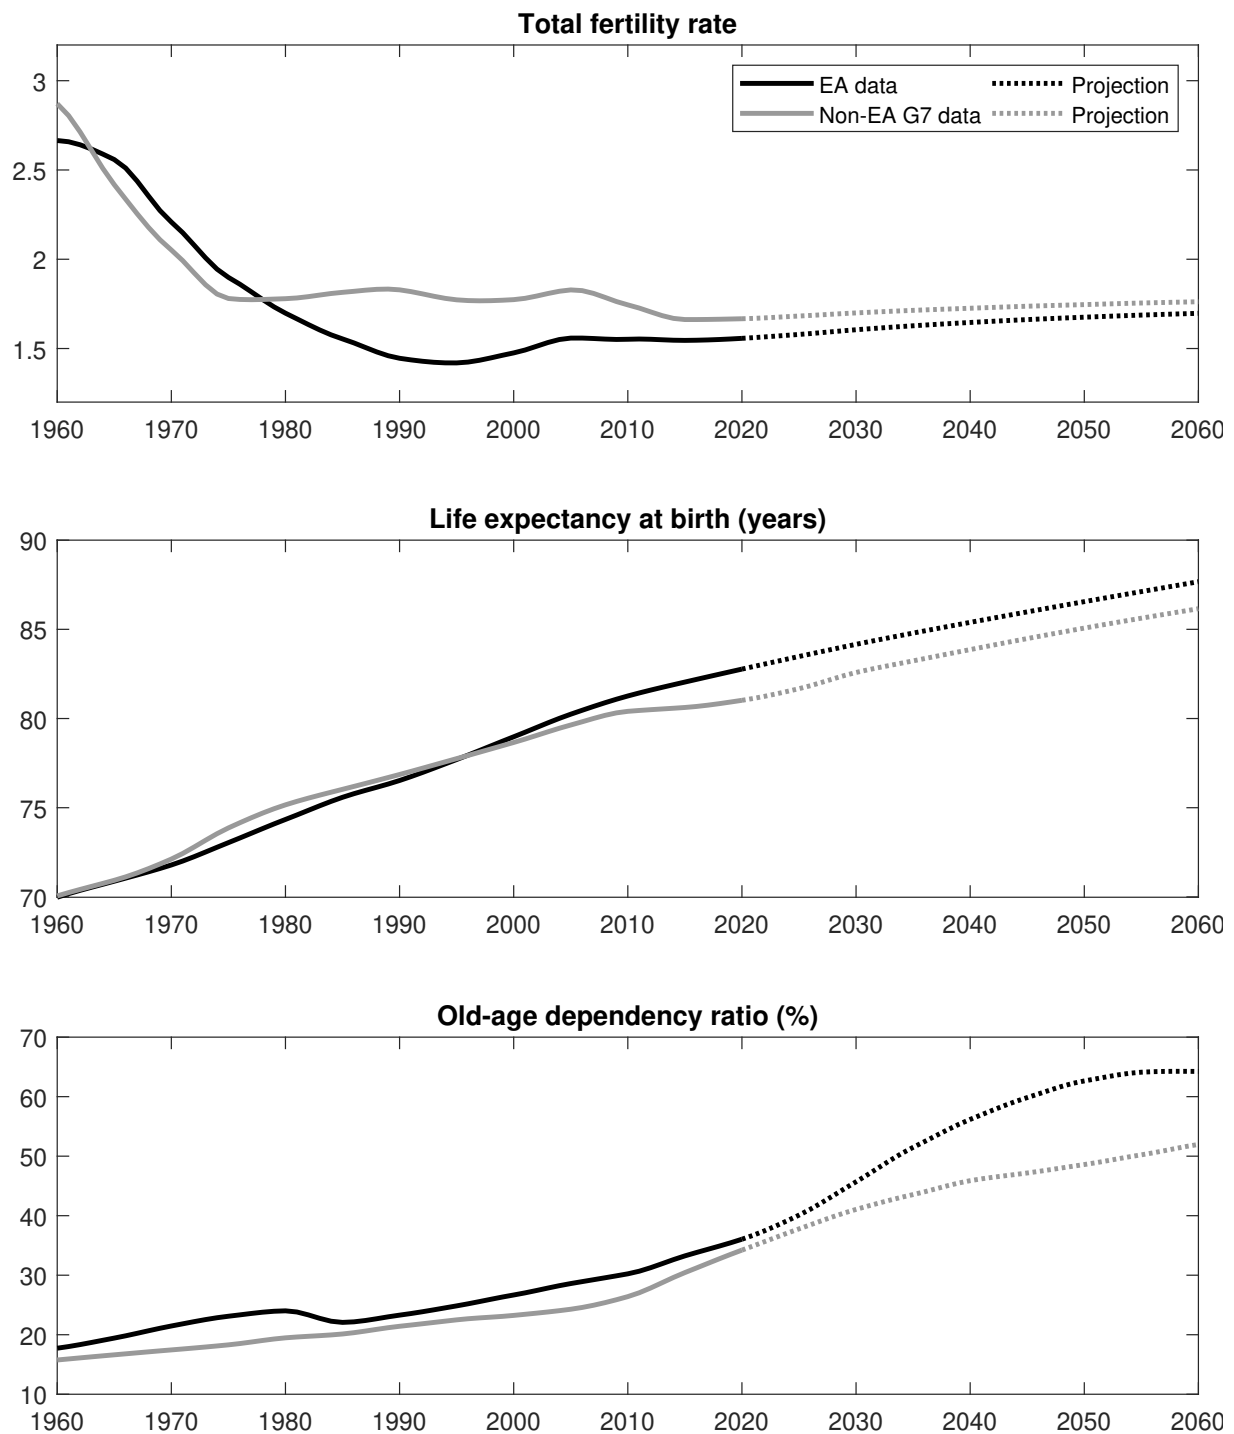 Total fertility rate
3
2.5
2
1.5
EA data
Projection
Non-EA G7 data
Projection
1960 1970 1980 1990 2000 2010 2020 2030 2040 2050 2060
Life expectancy at birth (years)
90
85
80
75
70
1960 1970 1980 1990 2000 2010 2020 2030 2040 2050 2060
Old-age dependency ratio (%)
70
60
50
40
30
20
10
1960 1970 1980 1990 2000 2010 2020 2030 2040 2050 2060